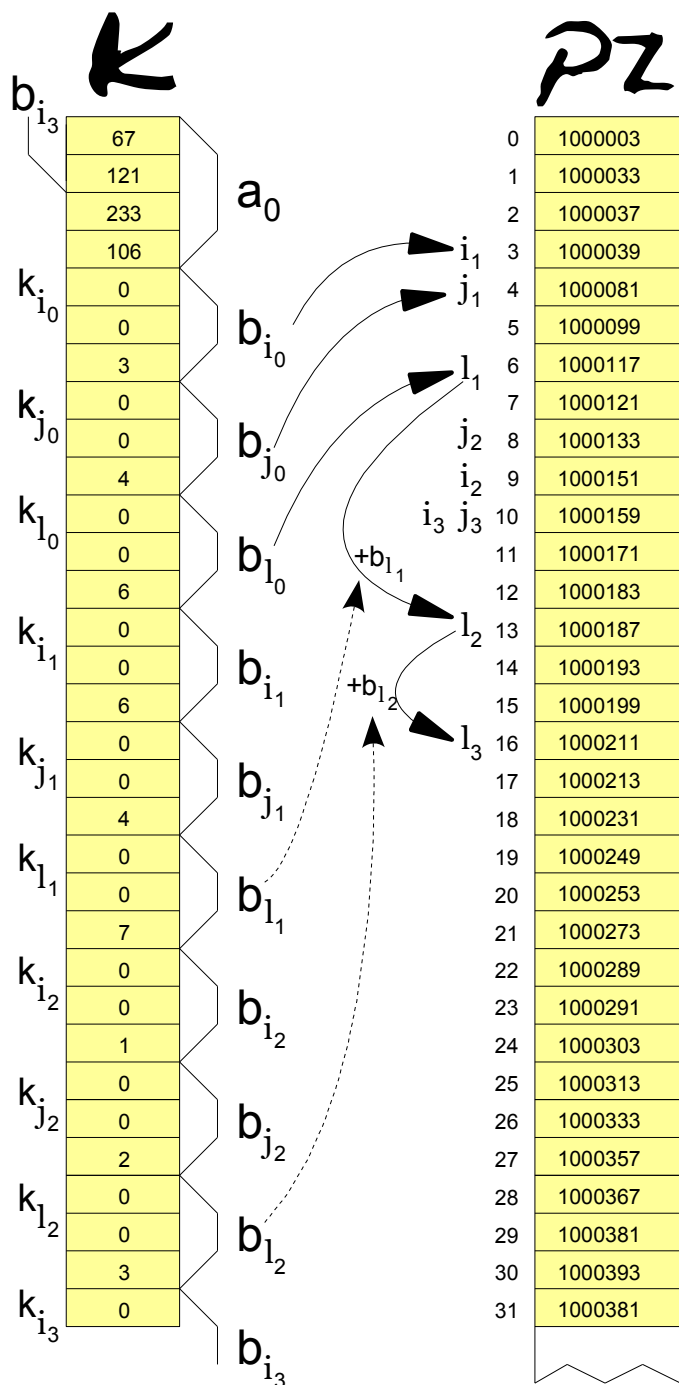 K PZ
b_{i_3}
67 0 1000003
121 1 1000033
a_0
233 2 1000037
106 i_1 3 1000039
k_{i_0} 0 j_1 4 1000081
0 b_{i_0} 5 1000099
3 l_1 6 1000117
k_{j_0} 0 7 1000121
0 b_{j_0} j_2 8 1000133
4 i_2 9 1000151
k_{l_0} 0 i_3 j_3 10 1000159
0 b_{l_0} +b_{l_1} 11 1000171
6 12 1000183
k_{i_1} 0 l_2 13 1000187
0 b_{i_1} 14 1000193
6 +b_{l_2} 15 1000199
k_{j_1} 0 l_3 16 1000211
0 b_{j_1} 17 1000213
4 18 1000231
k_{l_1} 0 19 1000249
0 b_{l_1} 20 1000253
7 21 1000273
k_{i_2} 0 22 1000289
0 b_{i_2} 23 1000291
1 24 1000303
k_{j_2} 0 25 1000313
0 b_{j_2} 26 1000333
2 27 1000357
k_{l_2} 0 28 1000367
0 b_{l_2} 29 1000381
3 30 1000393
k_{i_3} 0 31 1000381
b_{i_3}